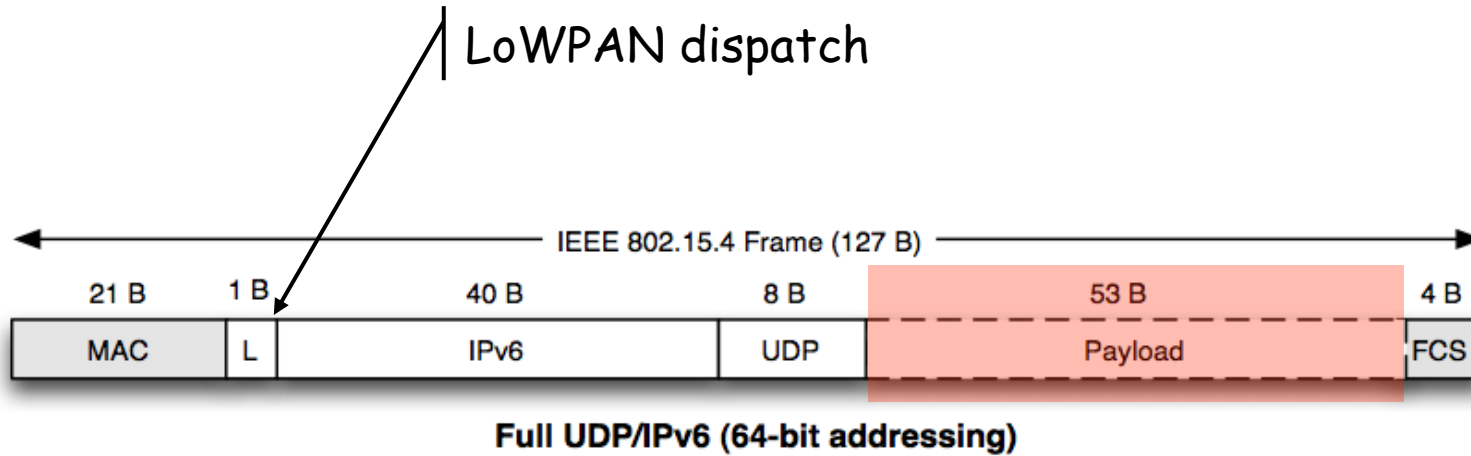 LoWPAN dispatch
IEEE 802.15.4 Frame (127 B)
21 B 1 B 40 B 8 B 53 B 4 B
MAC L IPv6 UDP Payload FCS
Full UDP/IPv6 (64-bit addressing)